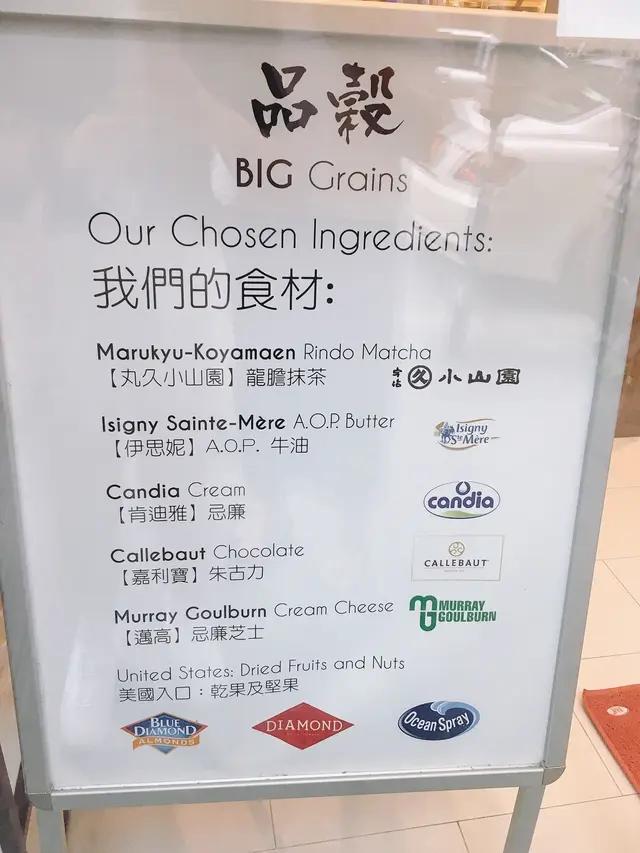 品穀
BIG Grains
Our Chosen Ingredients:
我們的食材:
Marukyu-Koyamaen Rindo Matcha
【丸久小山園】龍膽抹茶
宇治 久 小山園
Isigny Sainte-Mère A.O.P. Butter
【伊思妮】A.O.P. 牛油
Isigny
Ste Mère
Candia Cream
【肯迪雅】忌廉
candia
Callebaut Chocolate
【嘉利寶】朱古力
CALLEBAUT
Murray Goulburn Cream Cheese
【邁高】忌廉芝士
MURRAY
GOULBURN
United States: Dried Fruits and Nuts
美國入口：乾果及堅果
BLUE
DIAMOND
ALMONDS
DIAMOND
Ocean Spray